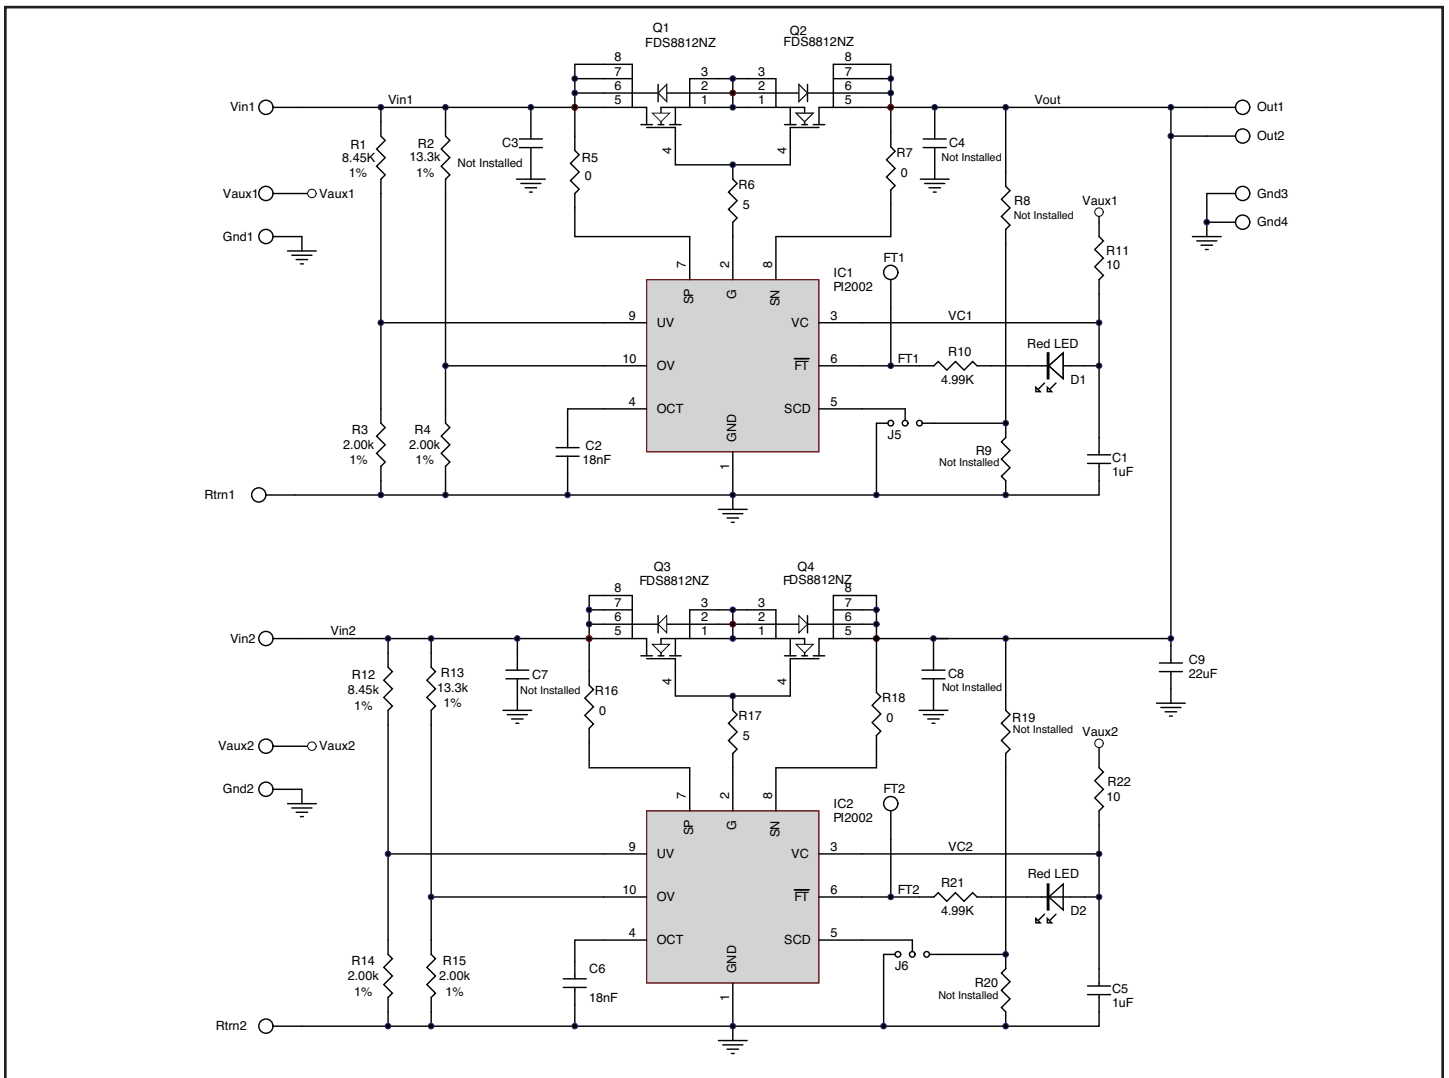 Q1
FDS8812NZ
Q2
FDS8812NZ
8
7
6
5
3
2
1
3
2
1
8
7
6
5
Vin1
Vin1
Vout
Out1
Out2
R1
8.45K
1%
R2
13.3k
1%
C3
Not Installed
R5
0
4
4
R6
5
R7
0
C4
Not Installed
R8
Not Installed
Vaux1
Vaux1
Vaux1
Gnd3
Gnd4
Gnd1
R11
10
7
2
8
FT1
IC1
PI2002
SP
G
SN
9
UV
VC
3
VC1
10
OV
FT
6
FT1
R10
4.99K
Red LED
D1
4
OCT
SCD
5
GND
1
J5
R3
2.00k
1%
R4
2.00k
1%
C2
18nF
R9
Not Installed
C1
1uF
Rtrn1
Q3
FDS8812NZ
Q4
FDS8812NZ
8
7
6
5
3
2
1
3
2
1
8
7
6
5
Vin2
Vin2
R12
8.45k
1%
R13
13.3k
1%
C7
Not Installed
R16
0
4
4
R17
5
R18
0
C8
Not Installed
R19
Not Installed
C9
22uF
Vaux2
Vaux2
Vaux2
Gnd2
R22
10
7
2
8
FT2
IC2
PI2002
SP
G
SN
9
UV
VC
3
VC2
10
OV
FT
6
FT2
R21
4.99K
Red LED
D2
4
OCT
SCD
5
GND
1
J6
R14
2.00k
1%
R15
2.00k
1%
C6
18nF
R20
Not Installed
C5
1uF
Rtrn2